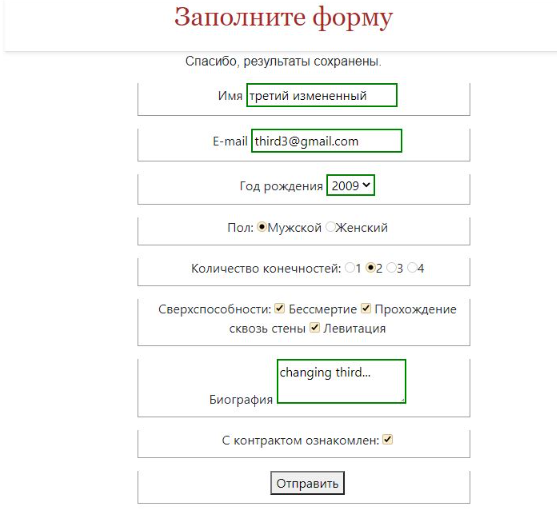 Заполните форму
Спасибо, результаты сохранены.
Имя третий измененный
E-mail third3@gmail.com
Год рождения 2009
Пол: Мужской Женский
Количество конечностей: 1 2 3 4
Сверхспособности: Бессмертие Прохождение
сквозь стены Левитация
changing third...
Биография
С контрактом ознакомлен:
Отправить